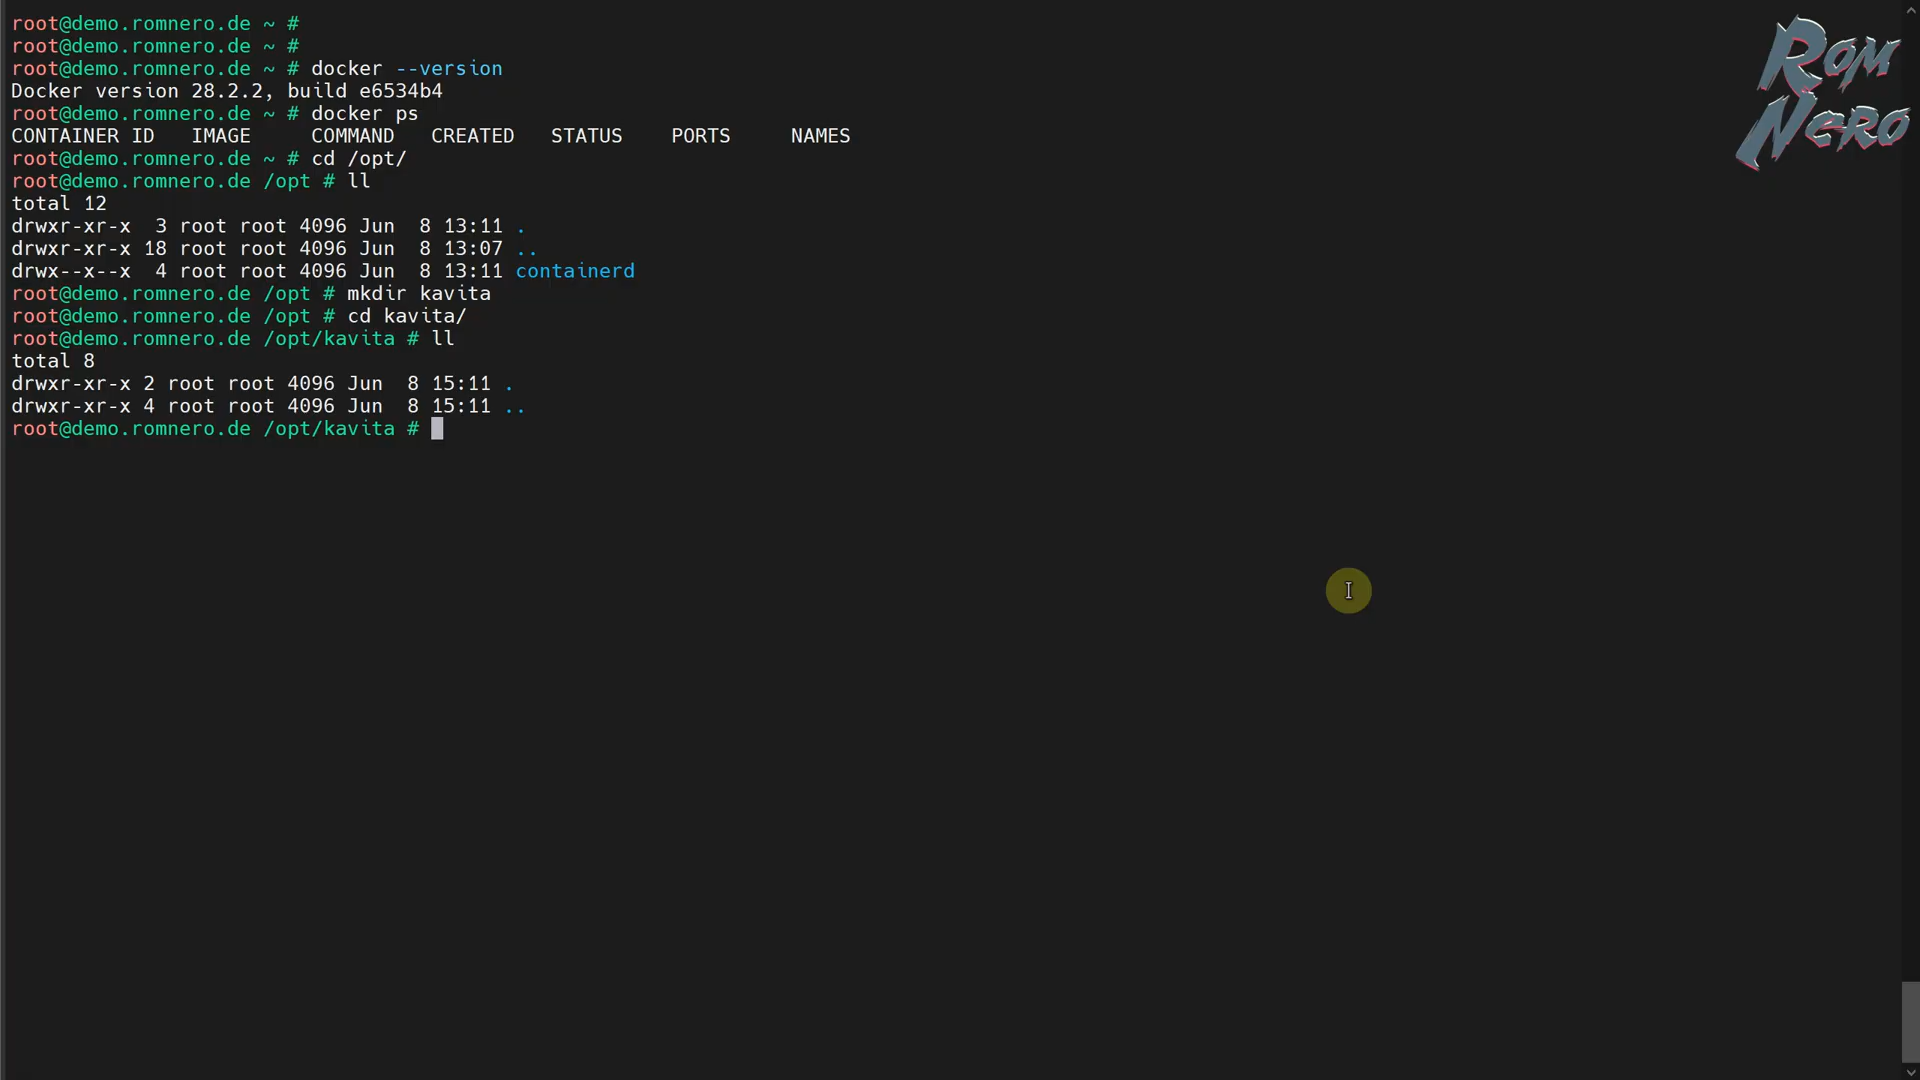 root@demo.romnero.de ~ #
root@demo.romnero.de ~ #
root@demo.romnero.de ~ # docker --version
Docker version 28.2.2, build e6534b4
root@demo.romnero.de ~ # docker ps
CONTAINER ID   IMAGE     COMMAND   CREATED   STATUS    PORTS     NAMES
root@demo.romnero.de ~ # cd /opt/
root@demo.romnero.de /opt # ll
total 12
drwxr-xr-x  3 root root 4096 Jun  8 13:11 .
drwxr-xr-x 18 root root 4096 Jun  8 13:07 ..
drwx--x--x  4 root root 4096 Jun  8 13:11 containerd
root@demo.romnero.de /opt # mkdir kavita
root@demo.romnero.de /opt # cd kavita/
root@demo.romnero.de /opt/kavita # ll
total 8
drwxr-xr-x 2 root root 4096 Jun  8 15:11 .
drwxr-xr-x 4 root root 4096 Jun  8 15:11 ..
root@demo.romnero.de /opt/kavita #
Rom
Nero